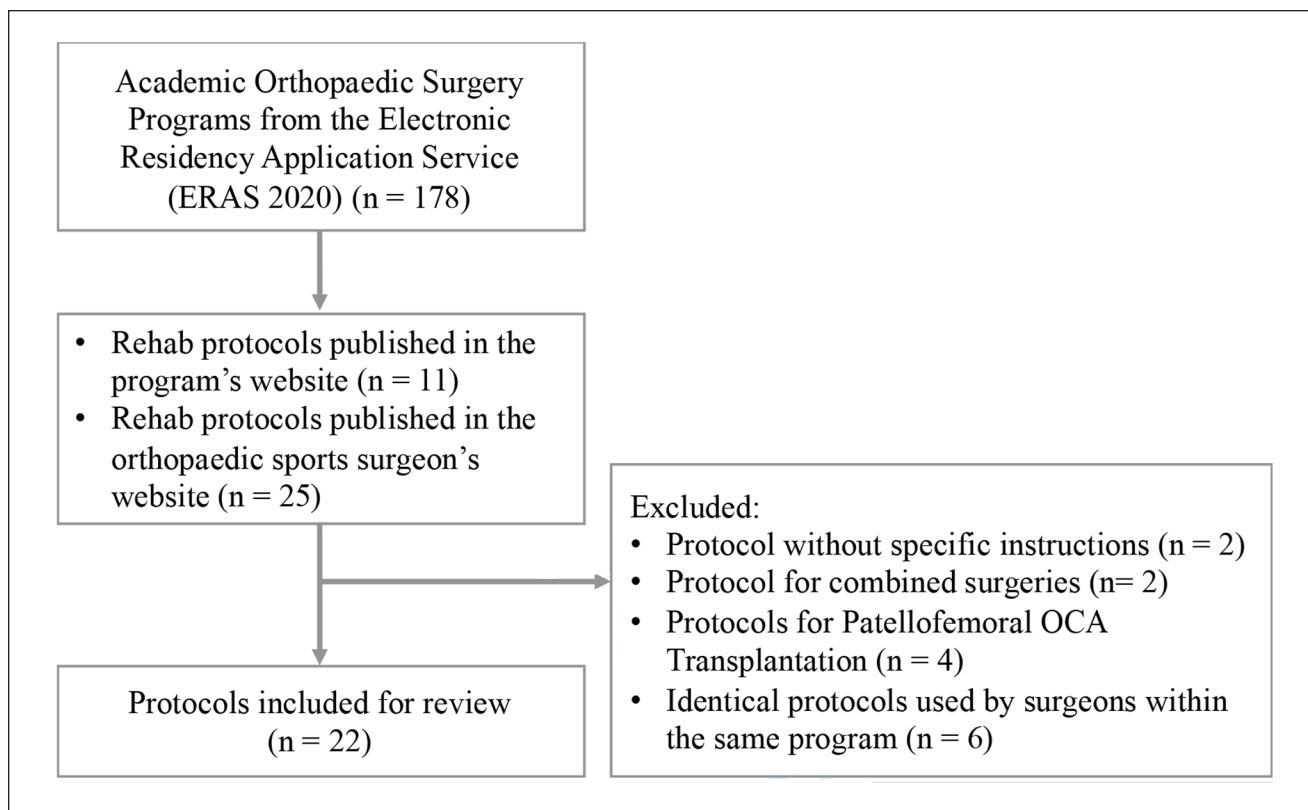 Academic Orthopaedic Surgery
Programs from the Electronic
Residency Application Service
(ERAS 2020) (n = 178)
• Rehab protocols published in the
program’s website (n = 11)
• Rehab protocols published in the
orthopaedic sports surgeon’s
website (n = 25)
Excluded:
• Protocol without specific instructions (n = 2)
• Protocol for combined surgeries (n= 2)
• Protocols for Patellofemoral OCA
Transplantation (n = 4)
• Identical protocols used by surgeons within
the same program (n = 6)
Protocols included for review
(n = 22)